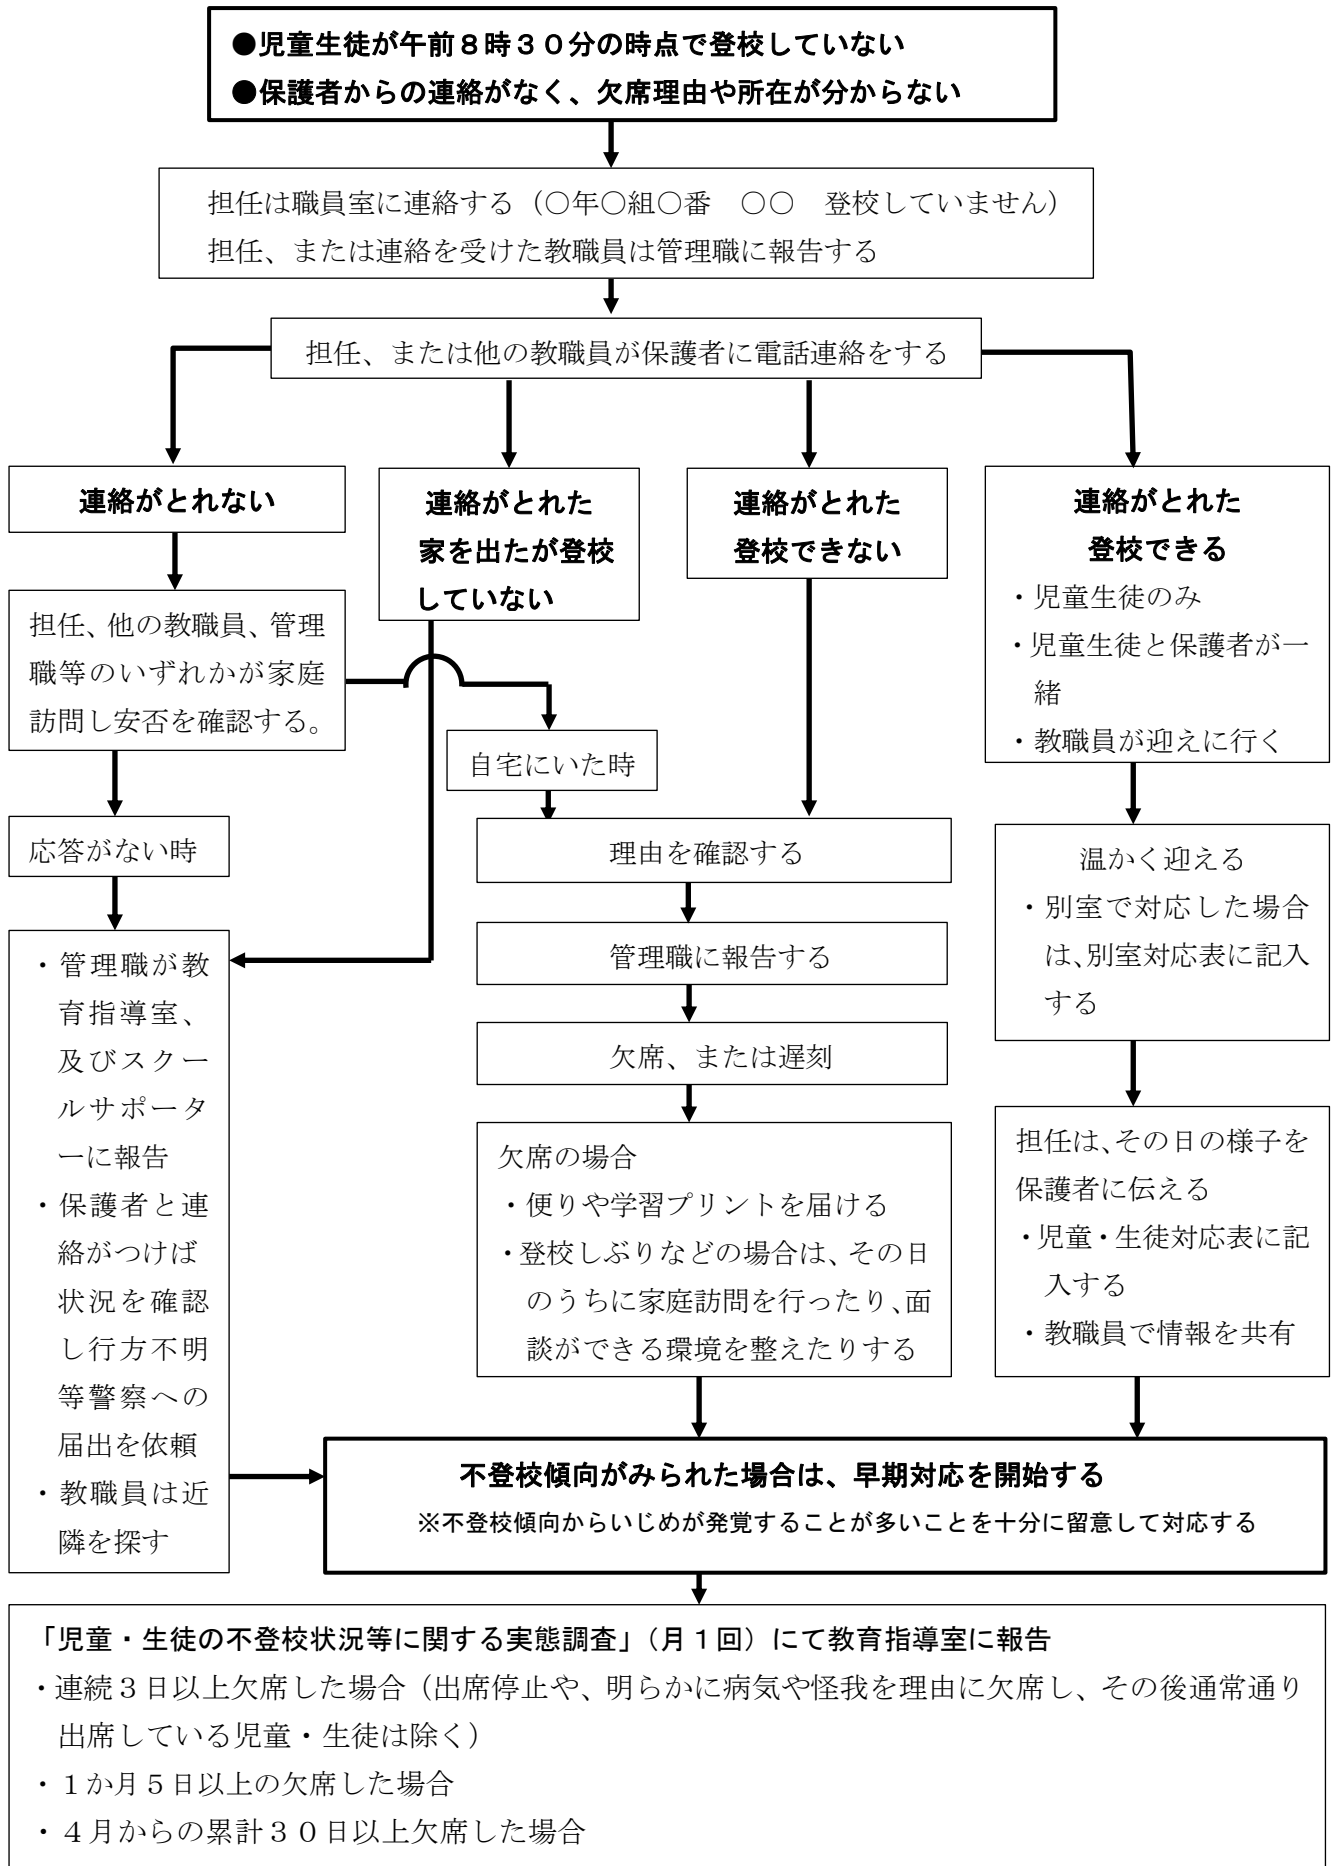 ●児童生徒が午前８時３０分の時点で登校していない
●保護者からの連絡がなく、欠席理由や所在が分からない
担任は職員室に連絡する（○年○組○番　○○　登校していません）
担任、または連絡を受けた教職員は管理職に報告する
担任、または他の教職員が保護者に電話連絡をする
連絡がとれない
担任、他の教職員、管理
職等のいずれかが家庭
訪問し安否を確認する。
応答がない時
・管理職が教
育指導室、
及びスクー
ルサポータ
ーに報告
・保護者と連
絡がつけば
状況を確認
し行方不明
等警察への
届出を依頼
・教職員は近
隣を探す
連絡がとれた
家を出たが登校
していない
自宅にいた時
連絡がとれた
登校できない
理由を確認する
管理職に報告する
欠席、または遅刻
欠席の場合
・便りや学習プリントを届ける
・登校しぶりなどの場合は、その日
のうちに家庭訪問を行ったり、面
談ができる環境を整えたりする
連絡がとれた
登校できる
・児童生徒のみ
・児童生徒と保護者が一
緒
・教職員が迎えに行く
温かく迎える
・別室で対応した場合
は、別室対応表に記入
する
担任は、その日の様子を
保護者に伝える
・児童・生徒対応表に記
入する
・教職員で情報を共有
不登校傾向がみられた場合は、早期対応を開始する
※不登校傾向からいじめが発覚することが多いことを十分に留意して対応する
「児童・生徒の不登校状況等に関する実態調査」（月１回）にて教育指導室に報告
・連続３日以上欠席した場合（出席停止や、明らかに病気や怪我を理由に欠席し、その後通常通り
出席している児童・生徒は除く）
・１か月５日以上の欠席した場合
・４月からの累計３０日以上欠席した場合